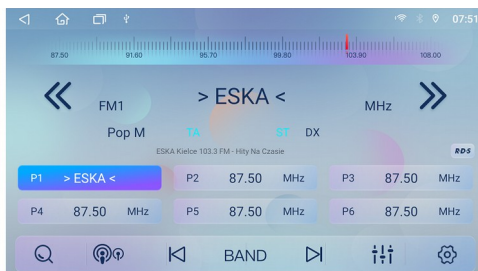 07:51
87.50 91.60 95.70 99.80 103.90 108.00
FM1 > ESKA < MHz
Pop M TA ST DX
ESKA Kielce 103.3 FM - Hity Na Czasie RDS
P1 > ESKA < P2 87.50 MHz P3 87.50 MHz
P4 87.50 MHz P5 87.50 MHz P6 87.50 MHz
BAND